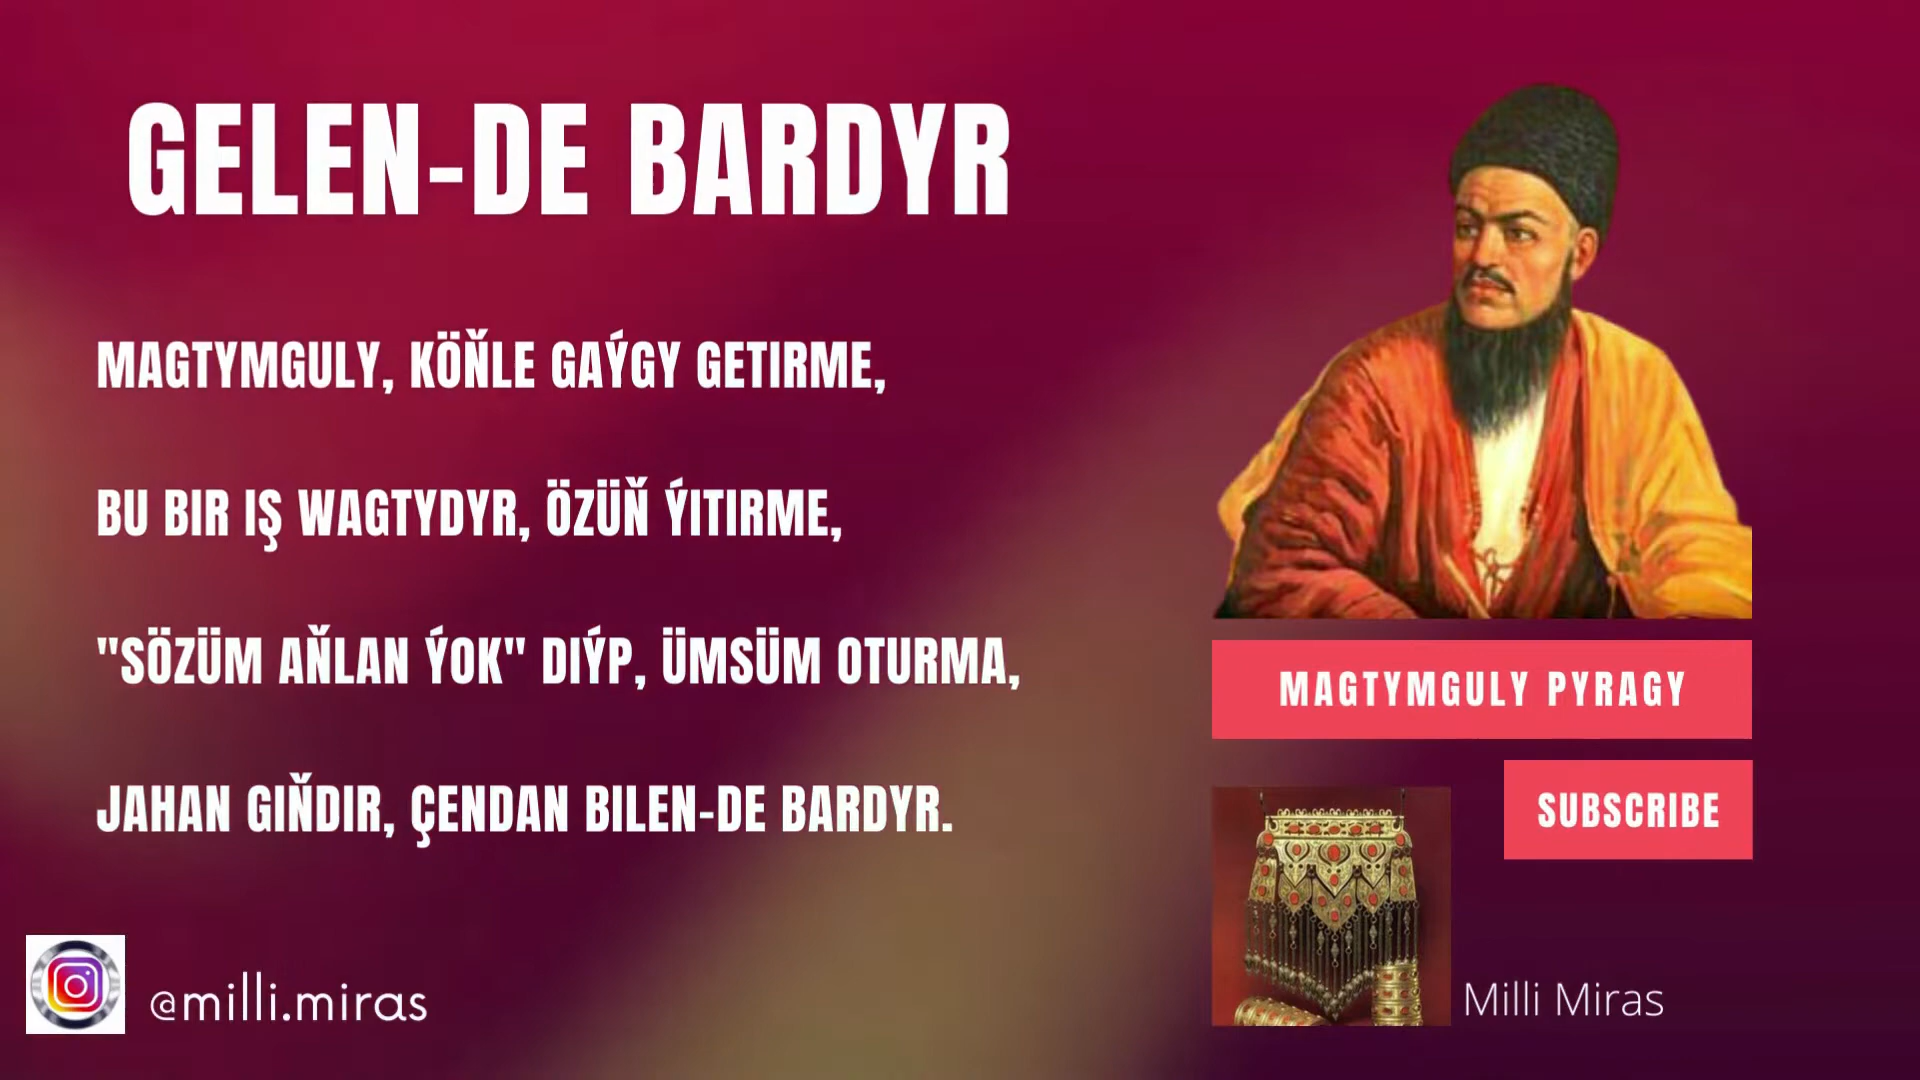 GELEN-DE BARDYR
MAGTYMGULY, KÖŇLE GAÝGY GETIRME,
BU BIR IŞ WAGTYDYR, ÖZÜŇ ÝITIRME,
"SÖZÜM AŇLAN ÝOK" DIÝP, ÜMSÜM OTURMA,
JAHAN GIŇDIR, ÇENDAN BILEN-DE BARDYR.
MAGTYMGULY PYRAGY
SUBSCRIBE
@milli.miras
Milli Miras